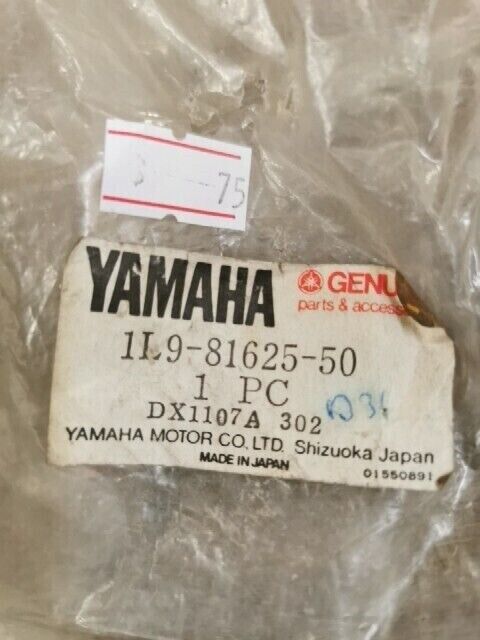 3 --- 75
YAMAHA
GENU
parts & access
1L9-81625-50
1 PC
DX1107A 302
YAMAHA MOTOR CO., LTD. Shizuoka Japan
MADE IN JAPAN
01550891